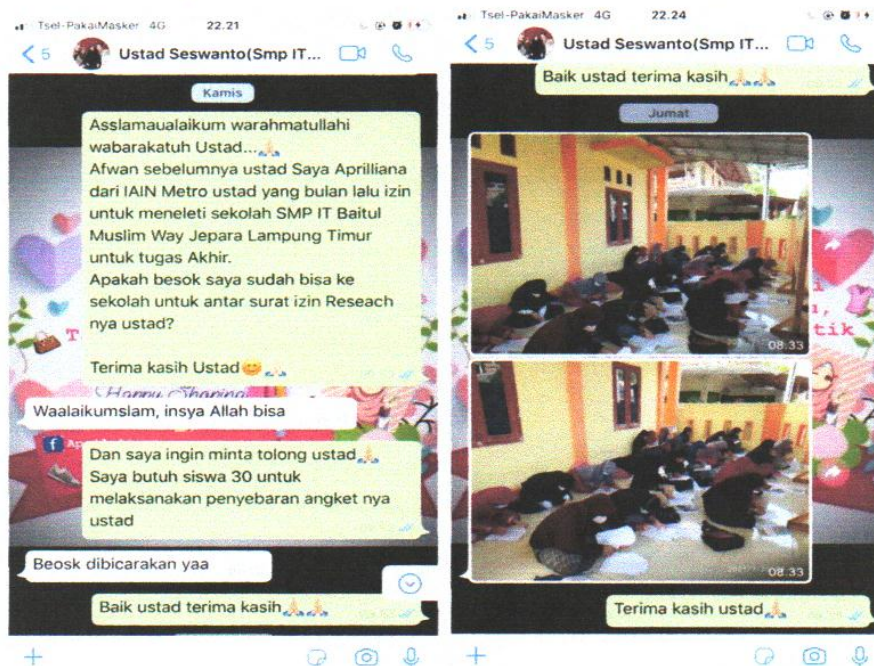 Tsel-PakaiMasker 4G 22.21
5 Ustad Seswanto(Smp IT...
Kamis
Asslamaualaikum warahmatullahi
wabarakatuh Ustad...🙏
Afwan sebelumnya ustad Saya Aprilliana
dari IAIN Metro ustad yang bulan lalu izin
untuk meneleti sekolah SMP IT Baitul
Muslim Way Jepara Lampung Timur
untuk tugas Akhir.
Apakah besok saya sudah bisa ke
sekolah untuk antar surat izin Reseach
nya ustad?
Terima kasih Ustad😊🙏
Happy Shoping
Waalaikumslam, insya Allah bisa
Dan saya ingin minta tolong ustad🙏
Saya butuh siswa 30 untuk
melaksanakan penyebaran angket nya
ustad
Beosk dibicarakan yaa
Baik ustad terima kasih🙏🙏
Tsel-PakaiMasker 4G 22.24
5 Ustad Seswanto(Smp IT...
Baik ustad terima kasih🙏🙏
Jumat
08.33
tik
08.33
Terima kasih ustad🙏